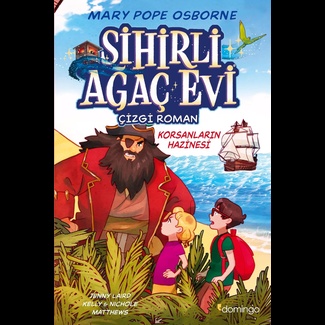 MARY POPE OSBORNE
SİHİRLİ
AĞAÇ EVİ
ÇİZGİ ROMAN
KORSANLARIN
HAZİNESİ
JENNY LAIRD
KELLY & NICHOLE
MATTHEWS
domingo